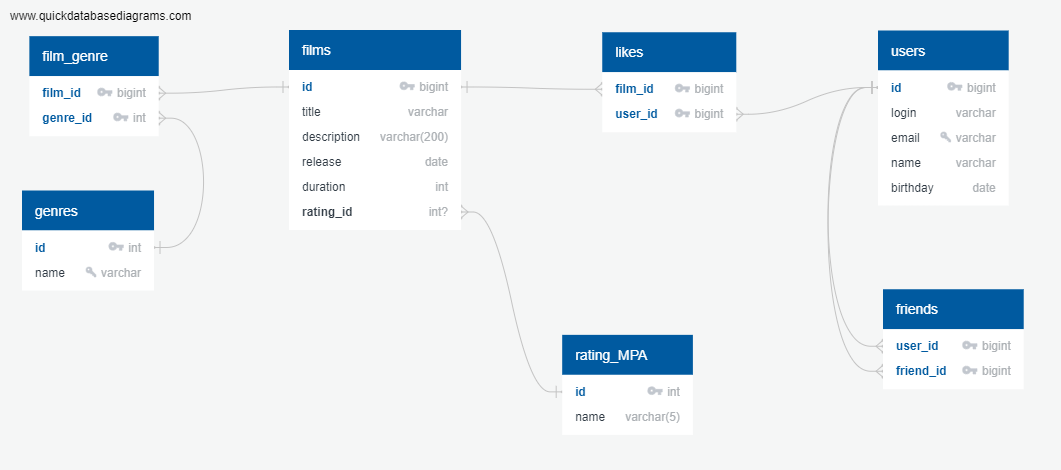 www.quickdatabasediagrams.com
film_genre
film_id bigint
genre_id int
genres
id int
name varchar
films
id bigint
title varchar
description varchar(200)
release date
duration int
rating_id int?
likes
film_id bigint
user_id bigint
rating_MPA
id int
name varchar(5)
users
id bigint
login varchar
email varchar
name varchar
birthday date
friends
user_id bigint
friend_id bigint